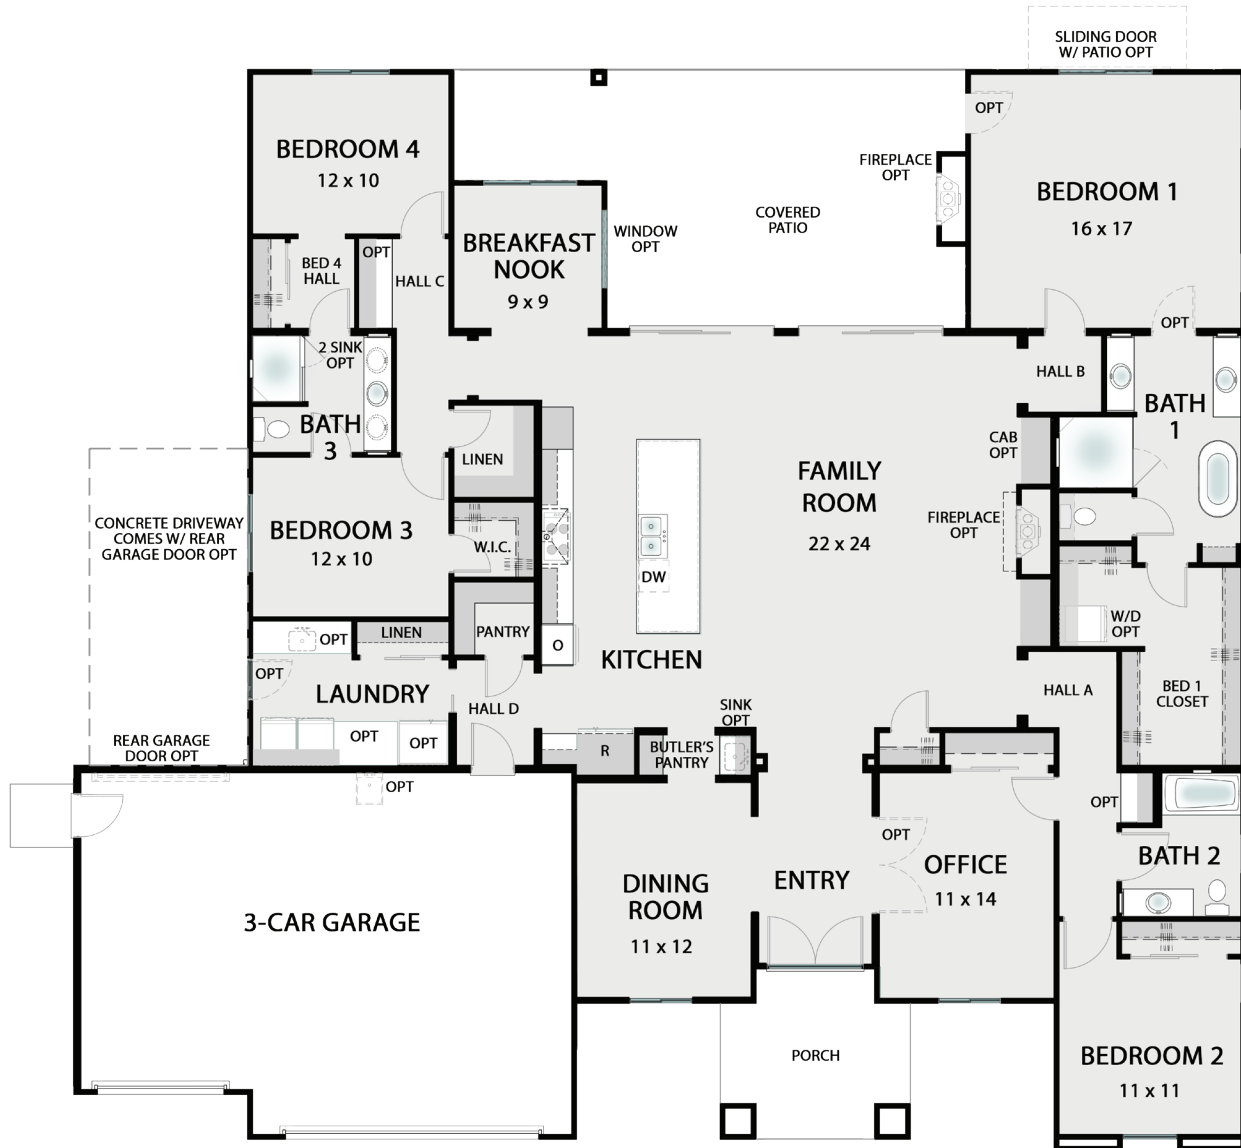 SLIDING DOOR
W/ PATIO OPT
OPT
BEDROOM 4
12 x 10
FIREPLACE
OPT
BEDROOM 1
16 x 17
COVERED
PATIO
WINDOW
OPT
BREAKFAST
NOOK
9 x 9
OPT
BED 4
HALL
HALL C
OPT
2 SINK
OPT
HALL B
BATH
1
BATH
3
CAB
OPT
LINEN
FAMILY
ROOM
22 x 24
CONCRETE DRIVEWAY
COMES W/ REAR
GARAGE DOOR OPT
BEDROOM 3
12 x 10
W.I.C.
FIREPLACE
OPT
DW
W/D
OPT
OPT
LINEN
PANTRY
O
KITCHEN
OPT
LAUNDRY
HALL D
HALL A
BED 1
CLOSET
SINK
OPT
REAR GARAGE
DOOR OPT
OPT
OPT
R
BUTLER'S
PANTRY
OPT
OPT
OPT
BATH 2
OFFICE
11 x 14
ENTRY
DINING
ROOM
11 x 12
3-CAR GARAGE
PORCH
BEDROOM 2
11 x 11